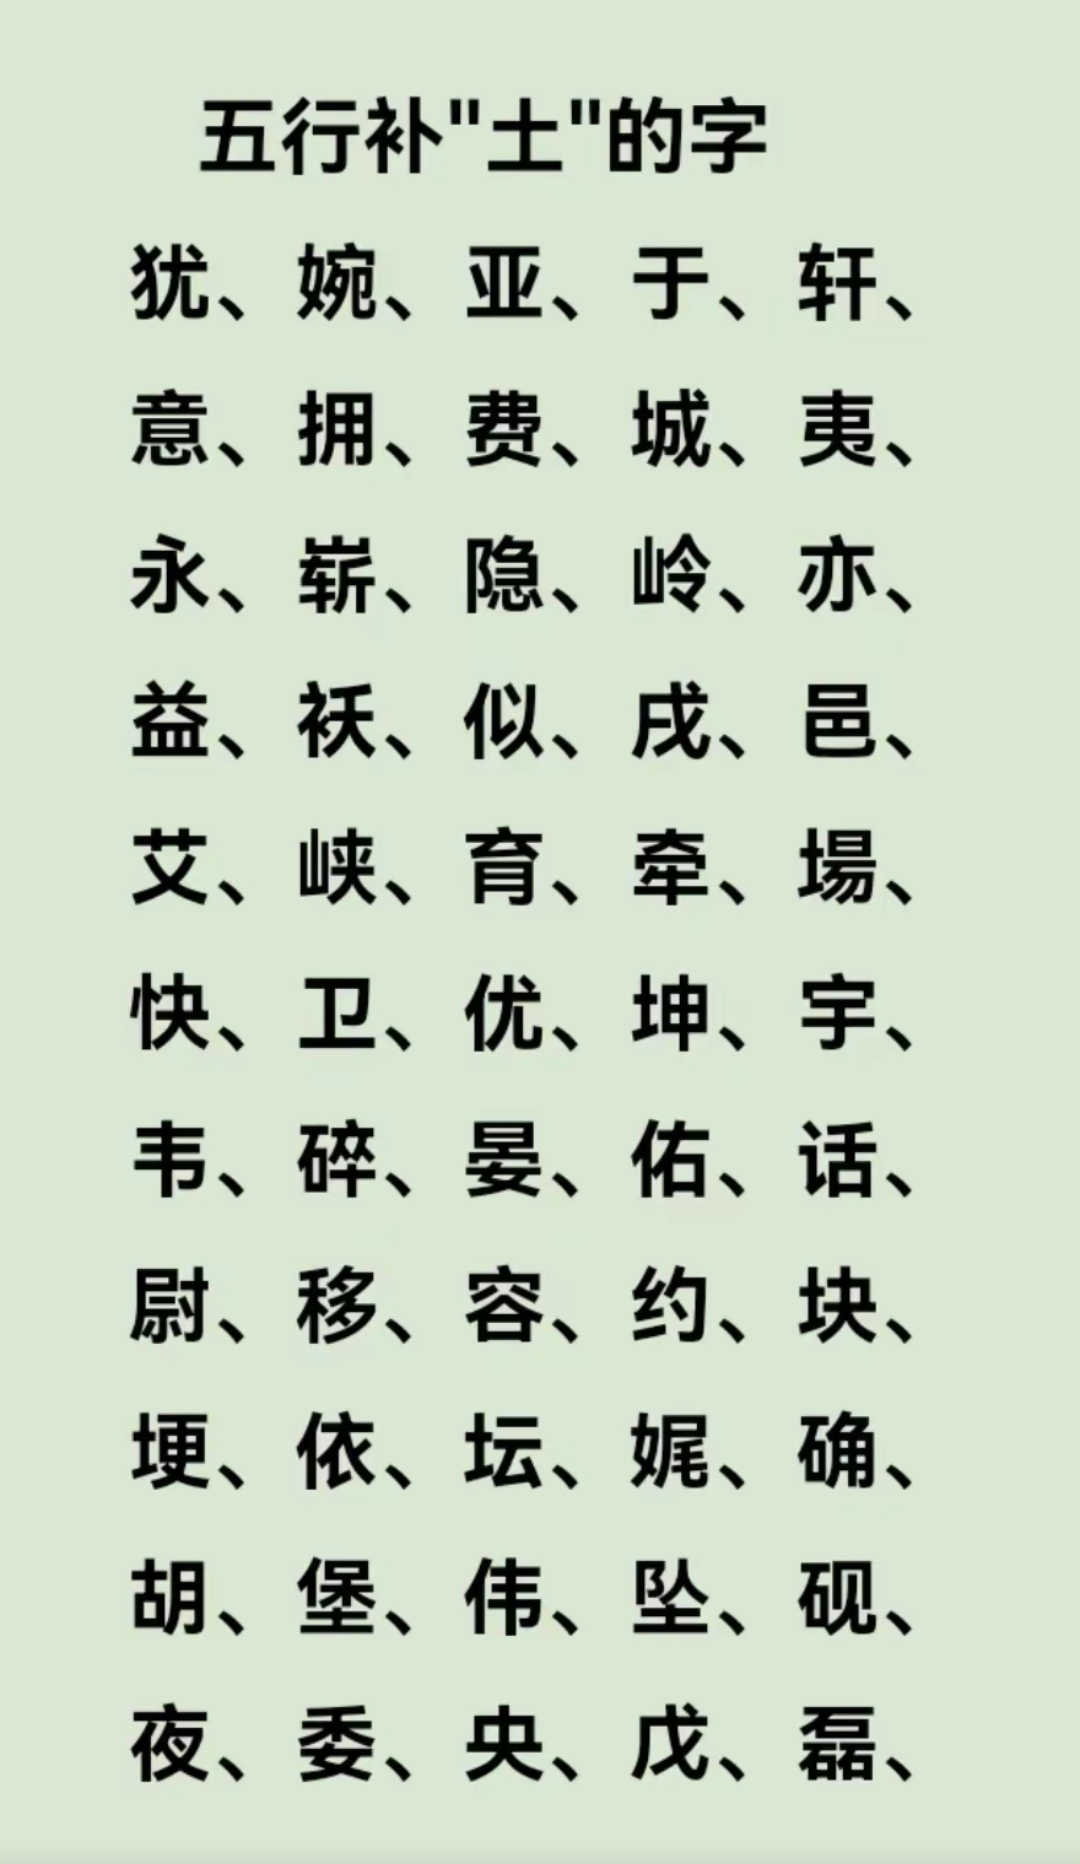 五行补"土"的字
犹、婉、亚、于、轩、
意、拥、费、城、夷、
永、崭、隐、岭、亦、
益、袄、似、戌、邑、
艾、峡、育、牵、場、
快、卫、优、坤、宇、
韦、碎、晏、佑、话、
尉、移、容、约、块、
埂、依、坛、娓、确、
胡、堡、伟、坠、砚、
夜、委、央、戊、磊、